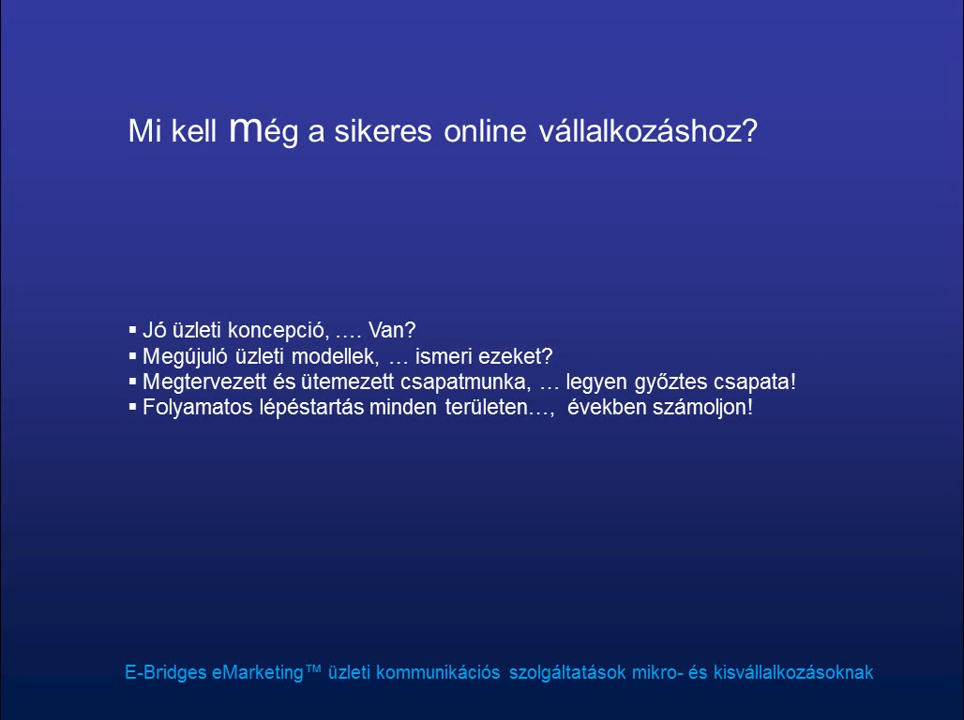 Mi kell még a sikeres online vállalkozáshoz?
▪ Jó üzleti koncepció, …. Van?
▪ Megújuló üzleti modellek, … ismeri ezeket?
▪ Megtervezett és ütemezett csapatmunka, … legyen győztes csapata!
▪ Folyamatos lépéstartás minden területen…, években számoljon!
E-Bridges eMarketing™ üzleti kommunikációs szolgáltatások mikro- és kisvállalkozásoknak